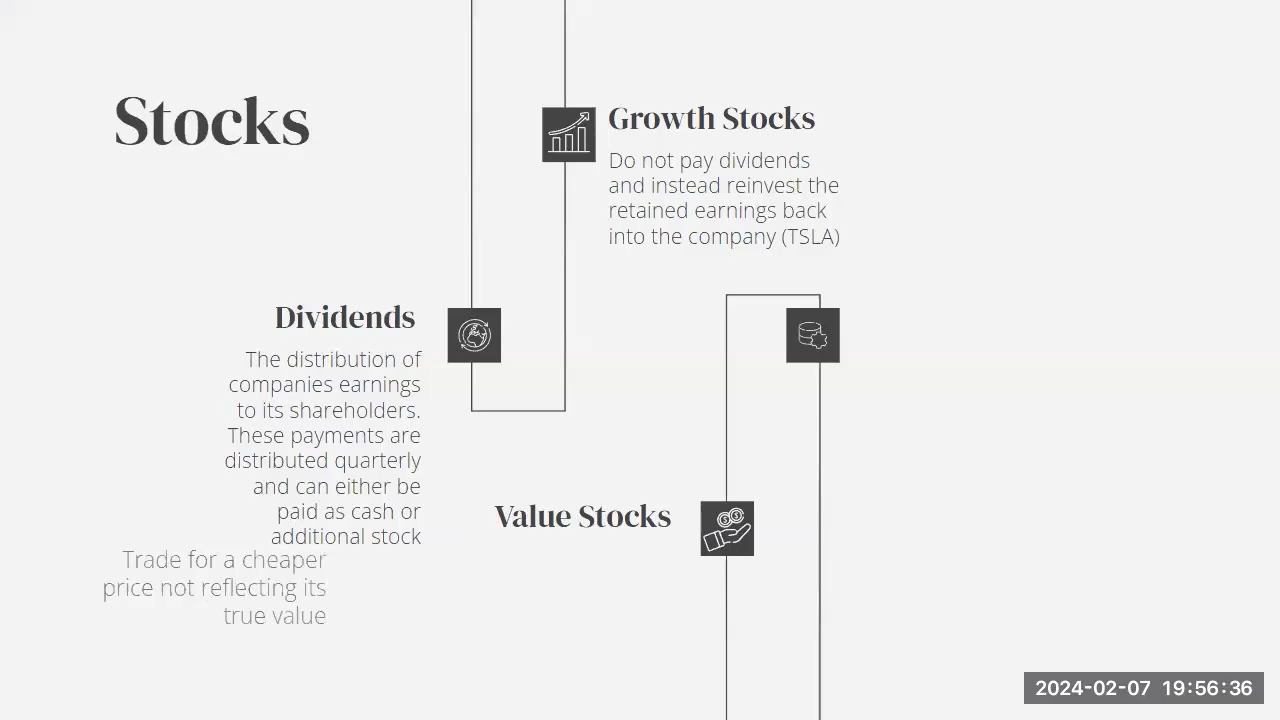 Stocks
Growth Stocks
Do not pay dividends
and instead reinvest the
retained earnings back
into the company (TSLA)
Dividends
The distribution of
companies earnings
to its shareholders.
These payments are
distributed quarterly
and can either be
paid as cash or
additional stock
Value Stocks
Trade for a cheaper
price not reflecting its
true value
2024-02-07 19:56:36